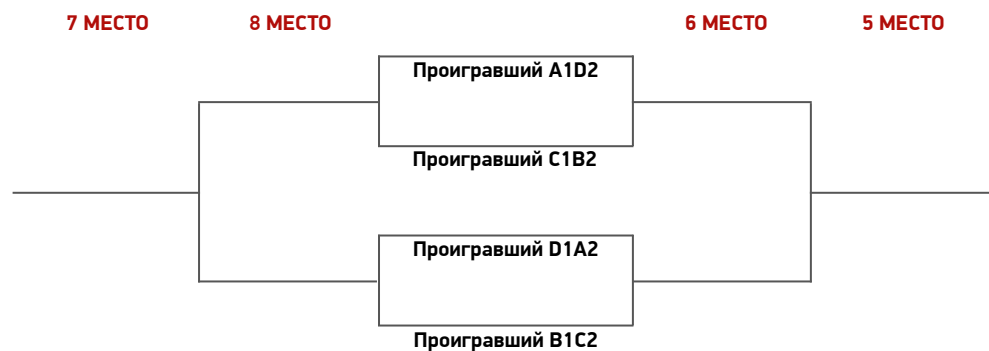 7 МЕСТО 8 МЕСТО 6 МЕСТО 5 МЕСТО
Проигравший A1D2
Проигравший C1B2
Проигравший D1A2
Проигравший B1C2